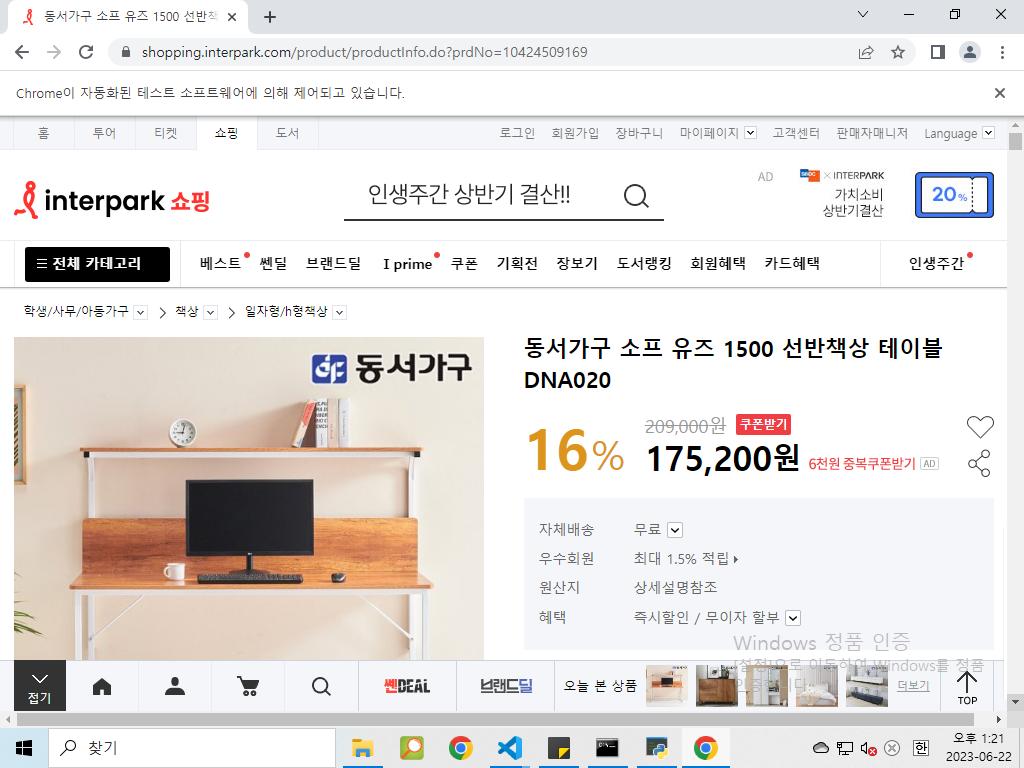 동서가구 소프 유즈 1500 선반책
shopping.interpark.com/product/productInfo.do?prdNo=10424509169
Chrome이 자동화된 테스트 소프트웨어에 의해 제어되고 있습니다.
홈 투어 티켓 쇼핑 도서 로그인 회원가입 장바구니 마이페이지 고객센터 판매자매니저 Language
interpark 쇼핑
인생주간 상반기 결산!!
AD
× INTERPARK
가치소비
상반기결산
20%
전체 카테고리 베스트 쎈딜 브랜드딜 I prime 쿠폰 기획전 장보기 도서랭킹 회원혜택 카드혜택 인생주간
학생/사무/아동가구 책상 일자형/h형책상
동서가구
동서가구 소프 유즈 1500 선반책상 테이블
DNA020
16%
209,000원 쿠폰받기
175,200원 6천원 중복쿠폰받기 AD
자체배송 무료
우수회원 최대 1.5% 적립
원산지 상세설명참조
혜택 즉시할인 / 무이자 할부
Windows 정품 인증
[설정]으로 이동하여 Windows를 정품
접기
쎈DEAL
브랜드딜
오늘 본 상품
더보기
TOP
찾기
한
오후 1:21
2023-06-22